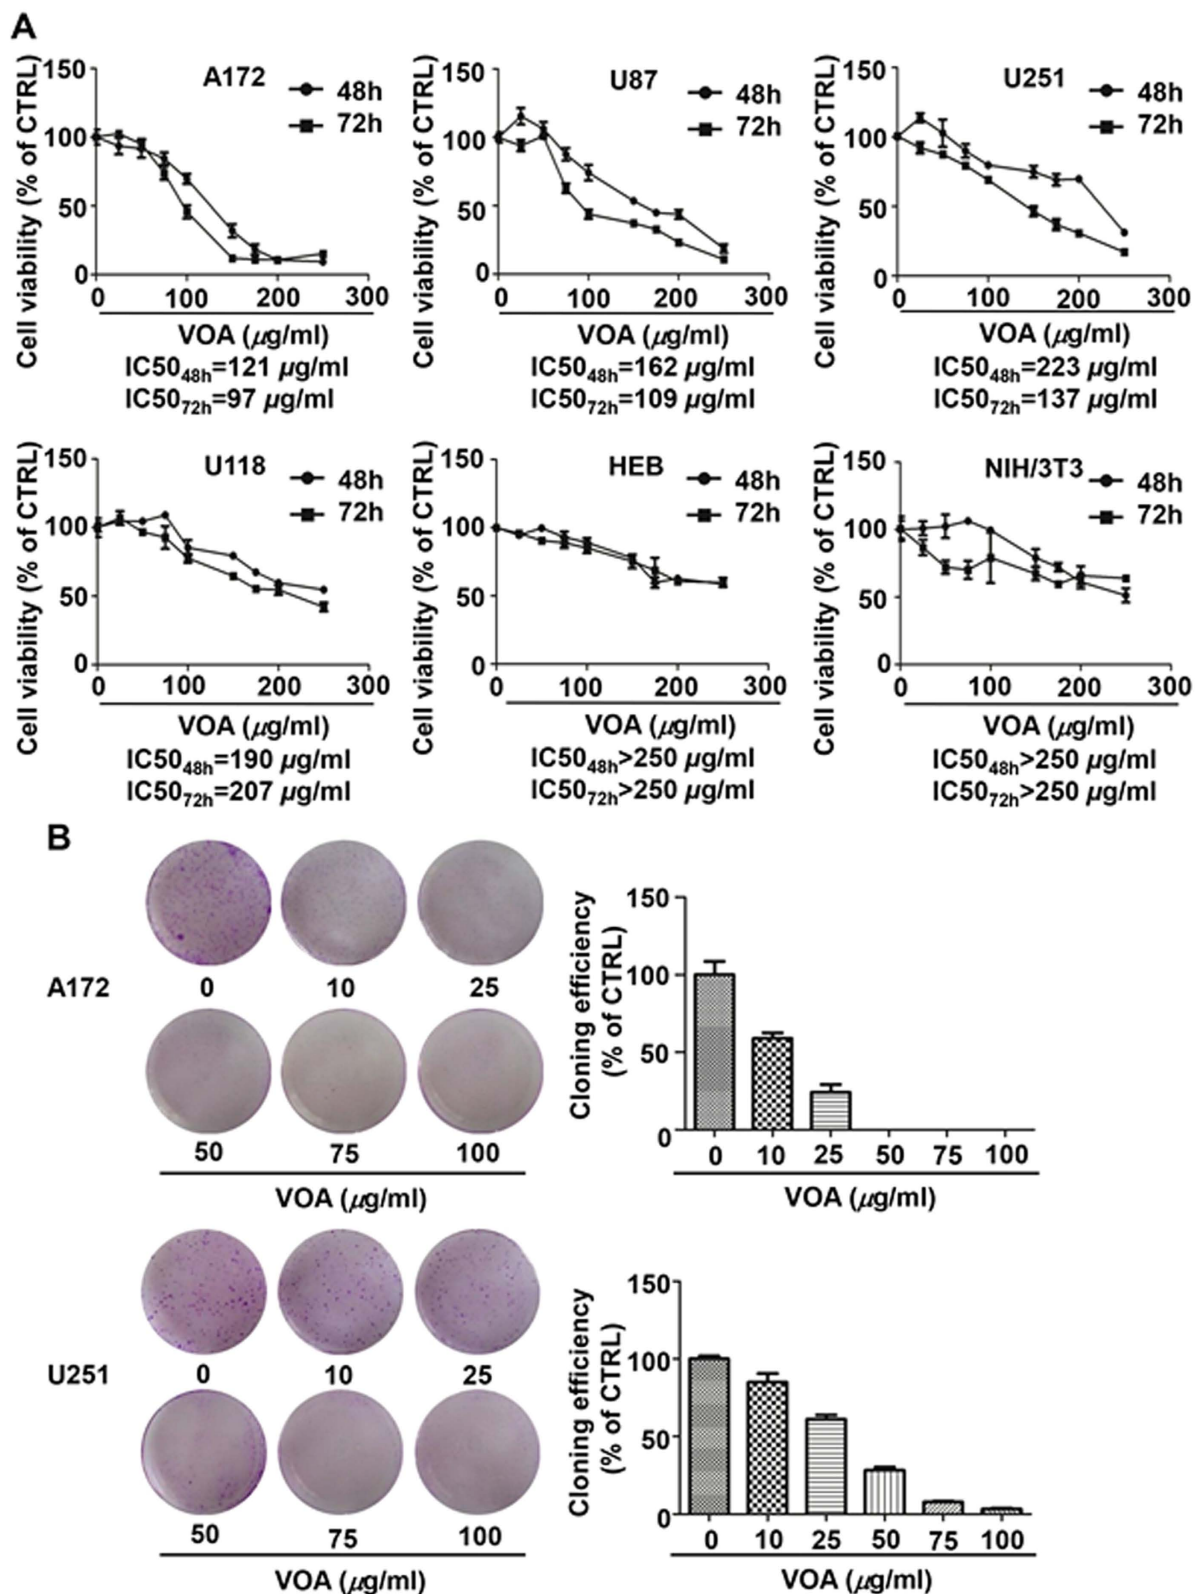 A
Cell viability (% of CTRL)
A172
48h
72h
150
100
50
0
0 100 200 300
VOA (µg/ml)
IC5048h=121 µg/ml
IC5072h=97 µg/ml
Cell viability (% of CTRL)
U87
48h
72h
150
100
50
0
0 100 200 300
VOA (µg/ml)
IC5048h=162 µg/ml
IC5072h=109 µg/ml
Cell viability (% of CTRL)
U251
48h
72h
150
100
50
0
0 100 200 300
VOA (µg/ml)
IC5048h=223 µg/ml
IC5072h=137 µg/ml
Cell viability (% of CTRL)
U118
48h
72h
150
100
50
0
0 100 200 300
VOA (µg/ml)
IC5048h=190 µg/ml
IC5072h=207 µg/ml
Cell viability (% of CTRL)
HEB
48h
72h
150
100
50
0
0 100 200 300
VOA (µg/ml)
IC5048h>250 µg/ml
IC5072h>250 µg/ml
Cell viability (% of CTRL)
NIH/3T3
48h
72h
150
100
50
0
0 100 200 300
VOA (µg/ml)
IC5048h>250 µg/ml
IC5072h>250 µg/ml
B
A172
0 10 25
50 75 100
VOA (µg/ml)
Cloning efficiency
(% of CTRL)
150
100
50
0
0 10 25 50 75 100
VOA (µg/ml)
U251
0 10 25
50 75 100
VOA (µg/ml)
Cloning efficiency
(% of CTRL)
150
100
50
0
0 10 25 50 75 100
VOA (µg/ml)